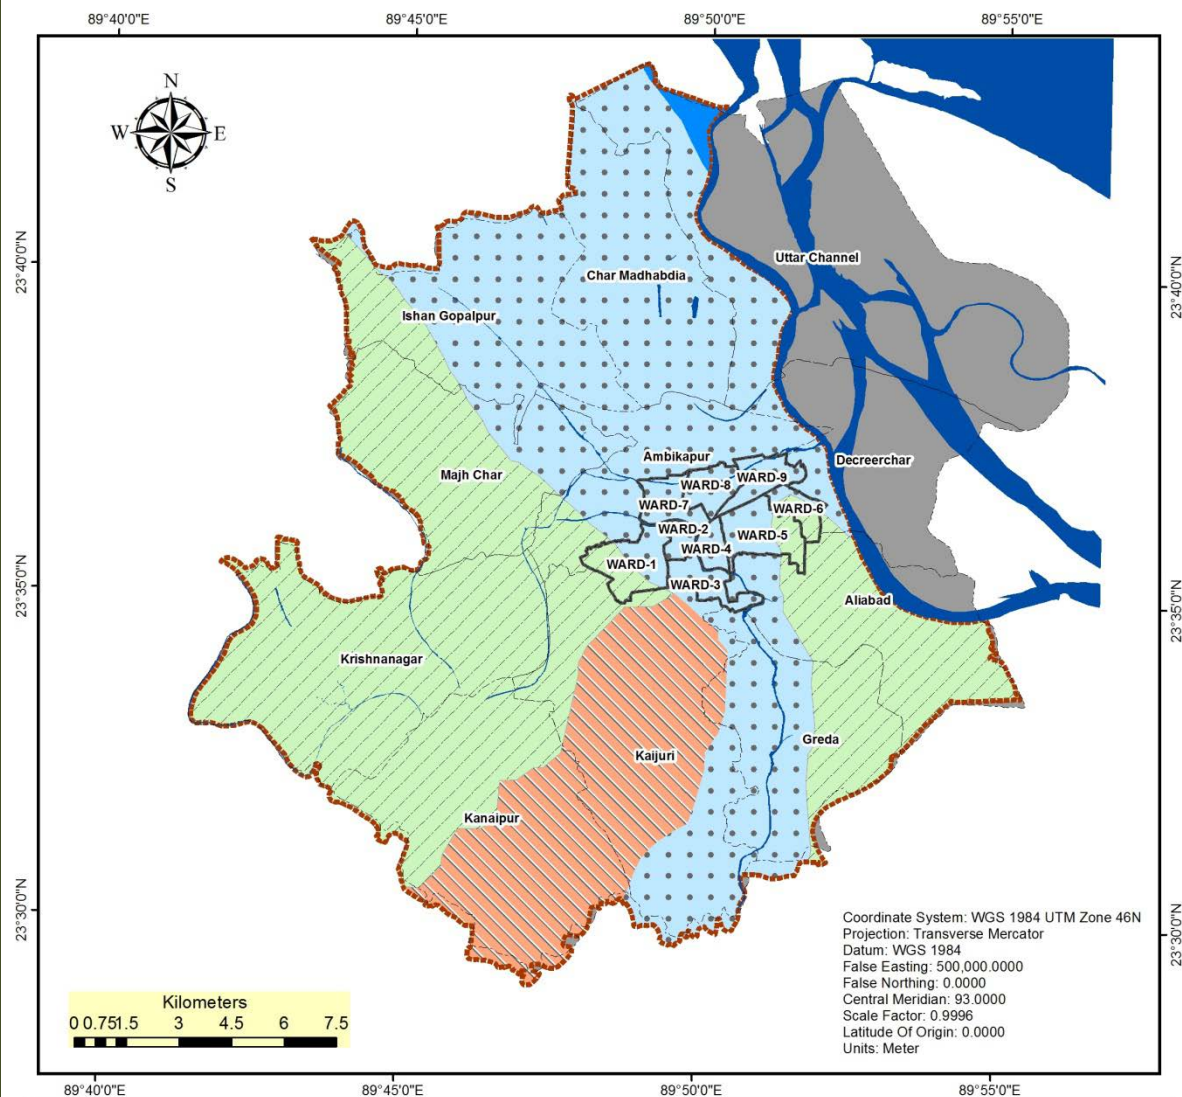 89°40'0"E 89°45'0"E 89°50'0"E 89°55'0"E
N
W E
S
23°40'0"N
23°40'0"N
Uttar Channel
Char Madhabdia
Ishan Gopalpur
Ambikapur
Decreerchar
Majh Char
WARD-9
WARD-8
WARD-7
WARD-6
WARD-2
WARD-5
WARD-4
WARD-1
WARD-3
23°35'0"N
23°35'0"N
Aliabad
Krishnanagar
Greda
Kaijuri
Kanaipur
23°30'0"N
23°30'0"N
Coordinate System: WGS 1984 UTM Zone 46N
Projection: Transverse Mercator
Datum: WGS 1984
False Easting: 500,000.0000
False Northing: 0.0000
Central Meridian: 93.0000
Scale Factor: 0.9996
Latitude Of Origin: 0.0000
Units: Meter
Kilometers
0 0.751.5 3 4.5 6 7.5
89°40'0"E 89°45'0"E 89°50'0"E 89°55'0"E